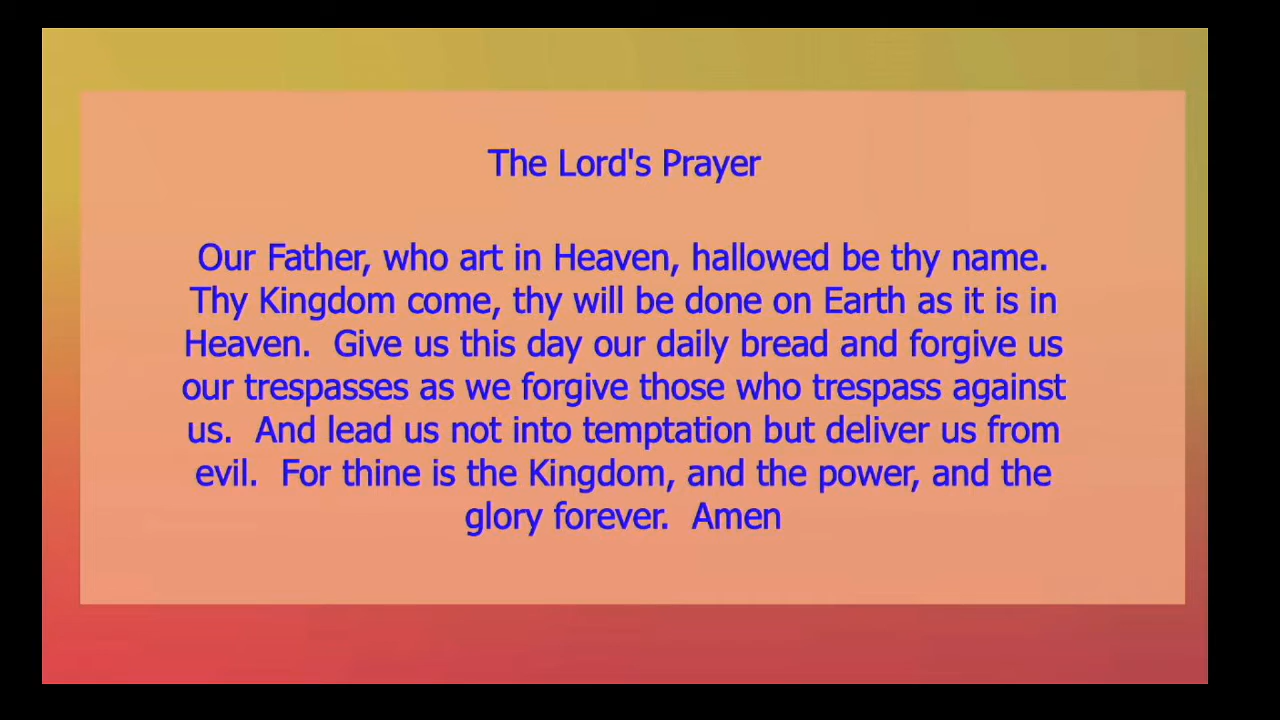 The Lord's Prayer
Our Father, who art in Heaven, hallowed be thy name.
Thy Kingdom come, thy will be done on Earth as it is in
Heaven.  Give us this day our daily bread and forgive us
our trespasses as we forgive those who trespass against
us.  And lead us not into temptation but deliver us from
evil.  For thine is the Kingdom, and the power, and the
glory forever.  Amen